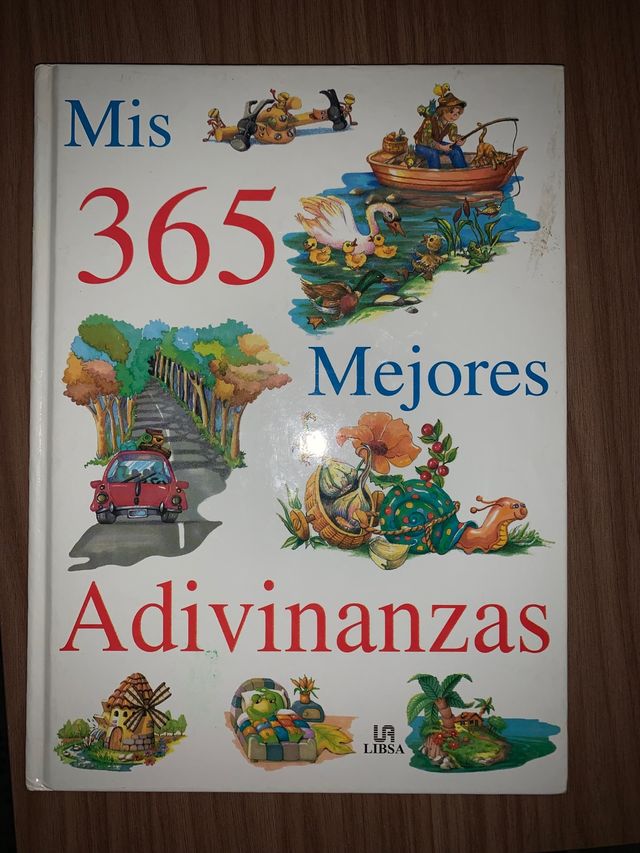 Mis
365
Mejores
Adivinanzas
LIBSA